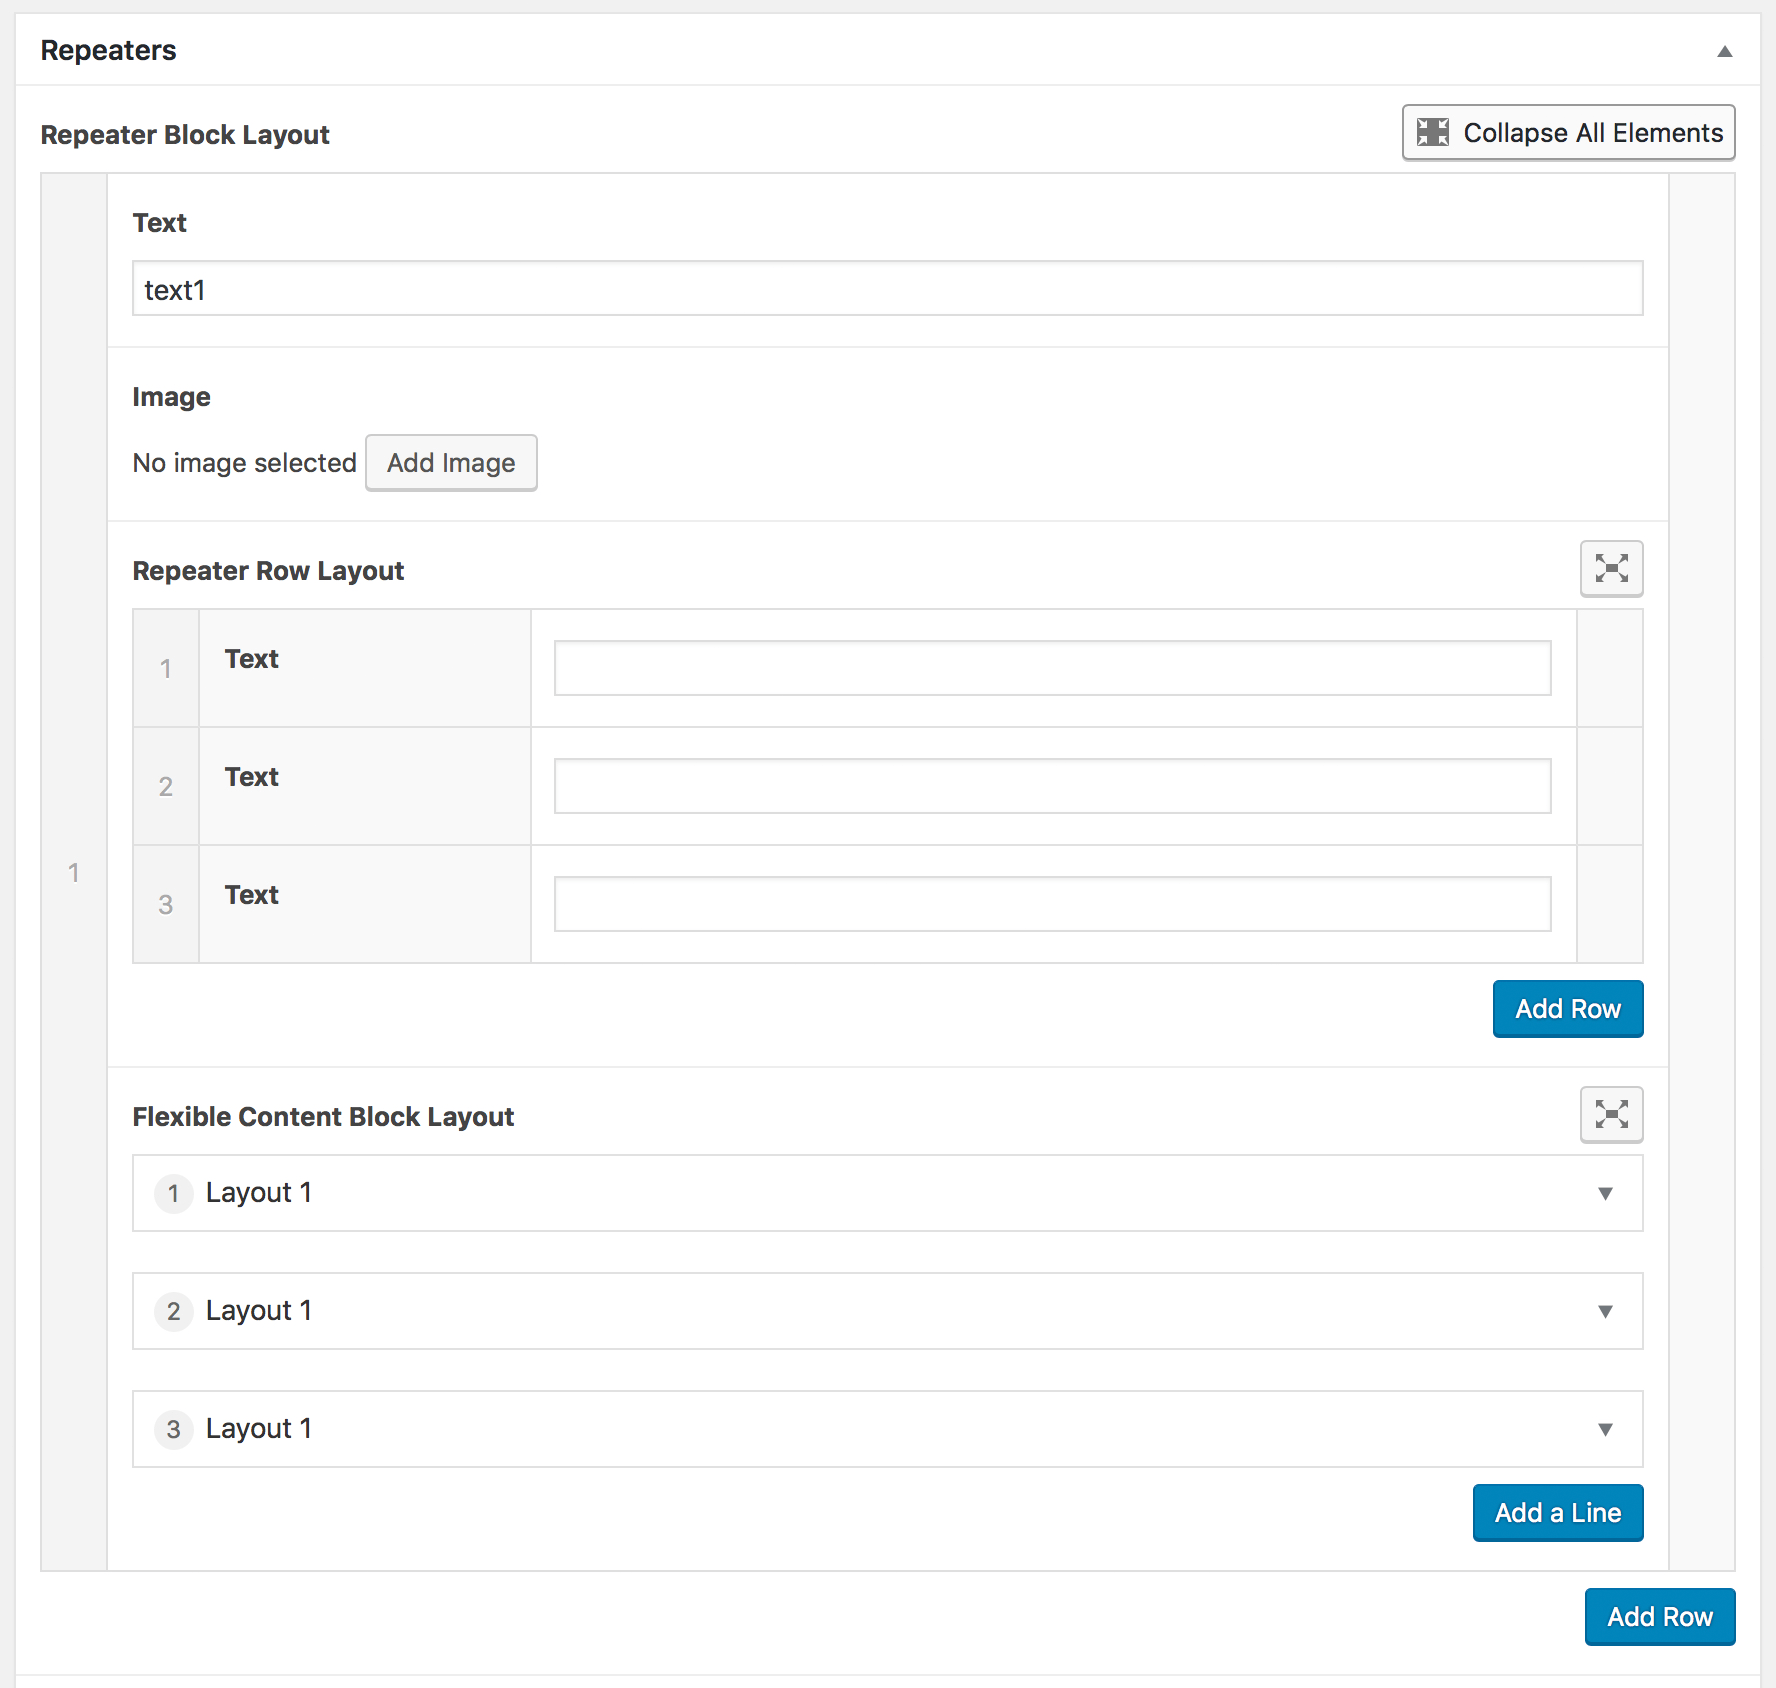 Repeaters
Repeater Block Layout
Collapse All Elements
Text
text1
Image
No image selected Add Image
Repeater Row Layout
1 Text
2 Text
1
3 Text
Add Row
Flexible Content Block Layout
1 Layout 1
2 Layout 1
3 Layout 1
Add a Line
Add Row